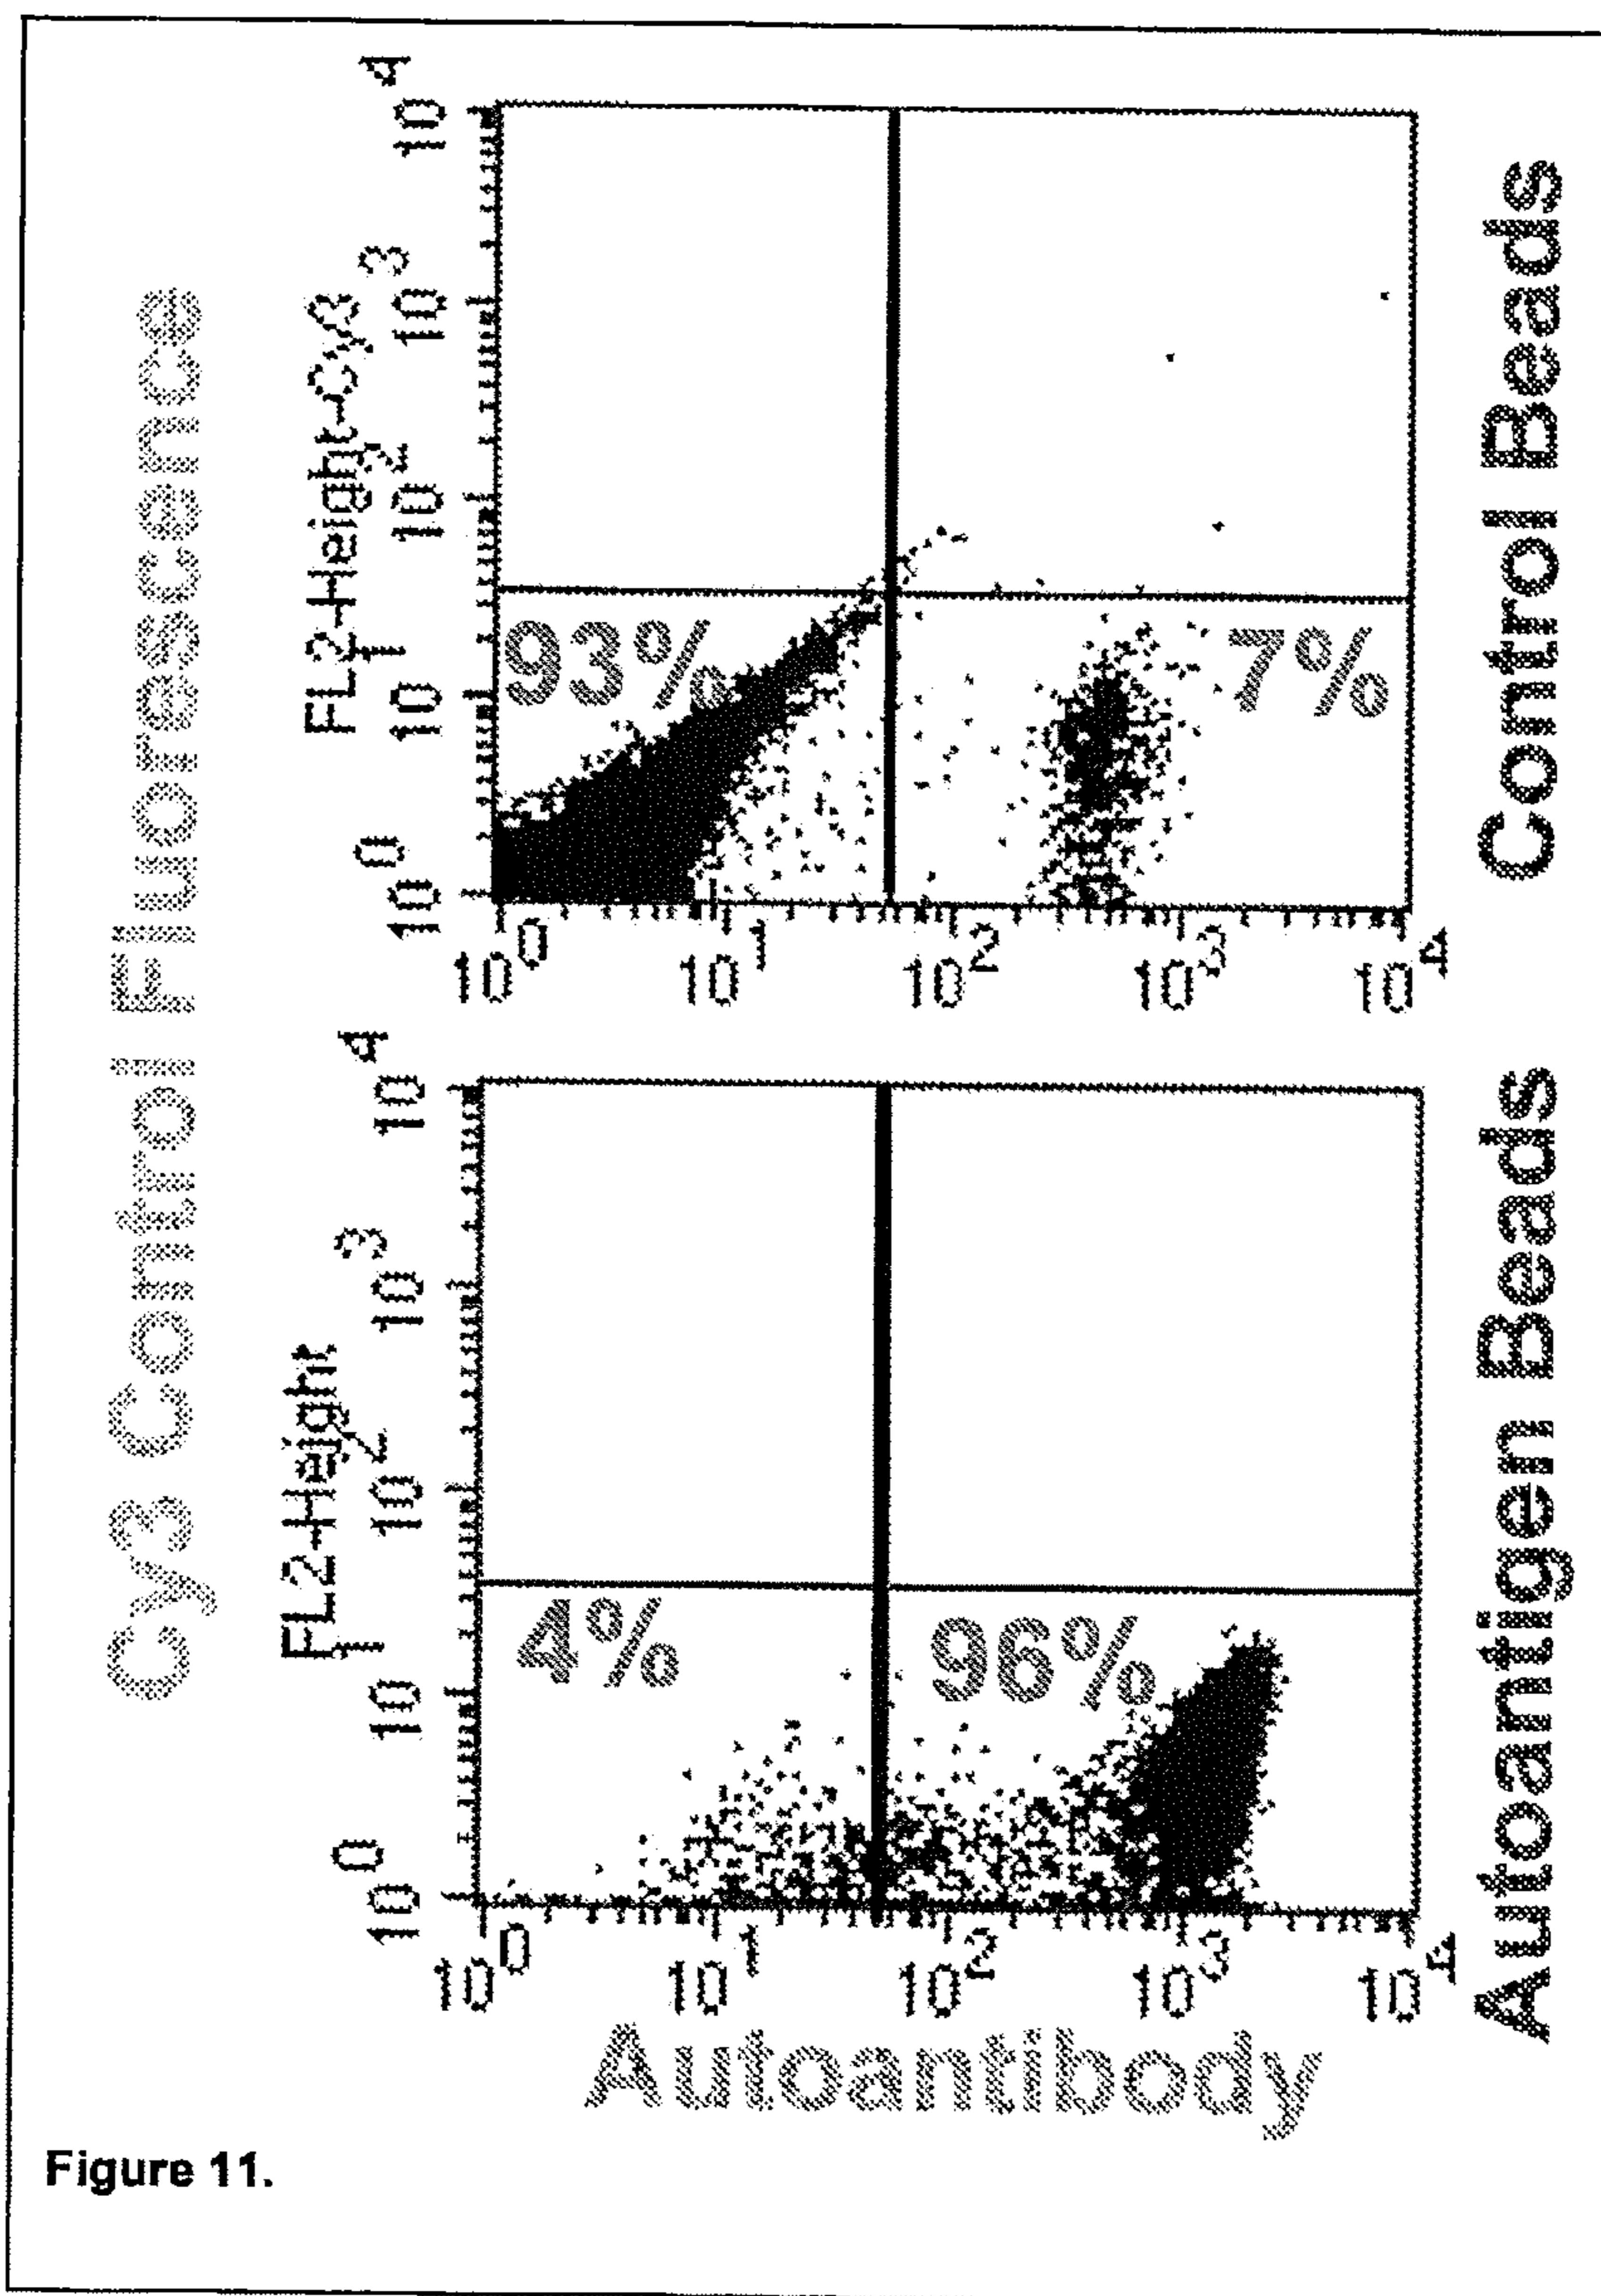 Cy3 Control Fluorescence
FL2-Height-Cy3
10^4
10^3
10^2
10^1
10^0
93%
7%
10^0 10^1 10^2 10^3 10^4
Control Beads
FL2-Height
10^4
10^3
10^2
10^1
10^0
4%
96%
10^0 10^1 10^2 10^3 10^4
Autoantigen Beads
Autoantibody
Figure 11.